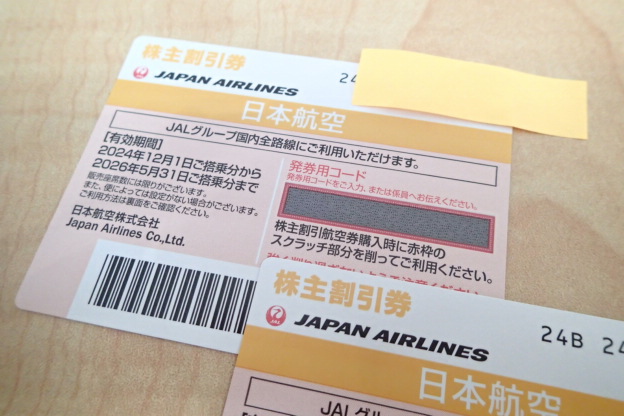 株主割引券
JAL
JAPAN AIRLINES
24
日本航空
JALグループ国内全路線にご利用いただけます。
[有効期間]
2024年12月1日ご搭乗分から
2026年5月31日ご搭乗分まで
販売座席数には限りがございます。
また、便によっては設定がない場合がございます。
ご利用方法は裏面をご確認ください。
日本航空株式会社
Japan Airlines Co.,Ltd.
発券用コード
発券用コードをご入力、または係員へお伝えください。
株主割引航空券購入時に赤枠の
スクラッチ部分を削ってご利用ください。
株主割引券
JAL
JAPAN AIRLINES
24B 24
日本航空
JALグルー